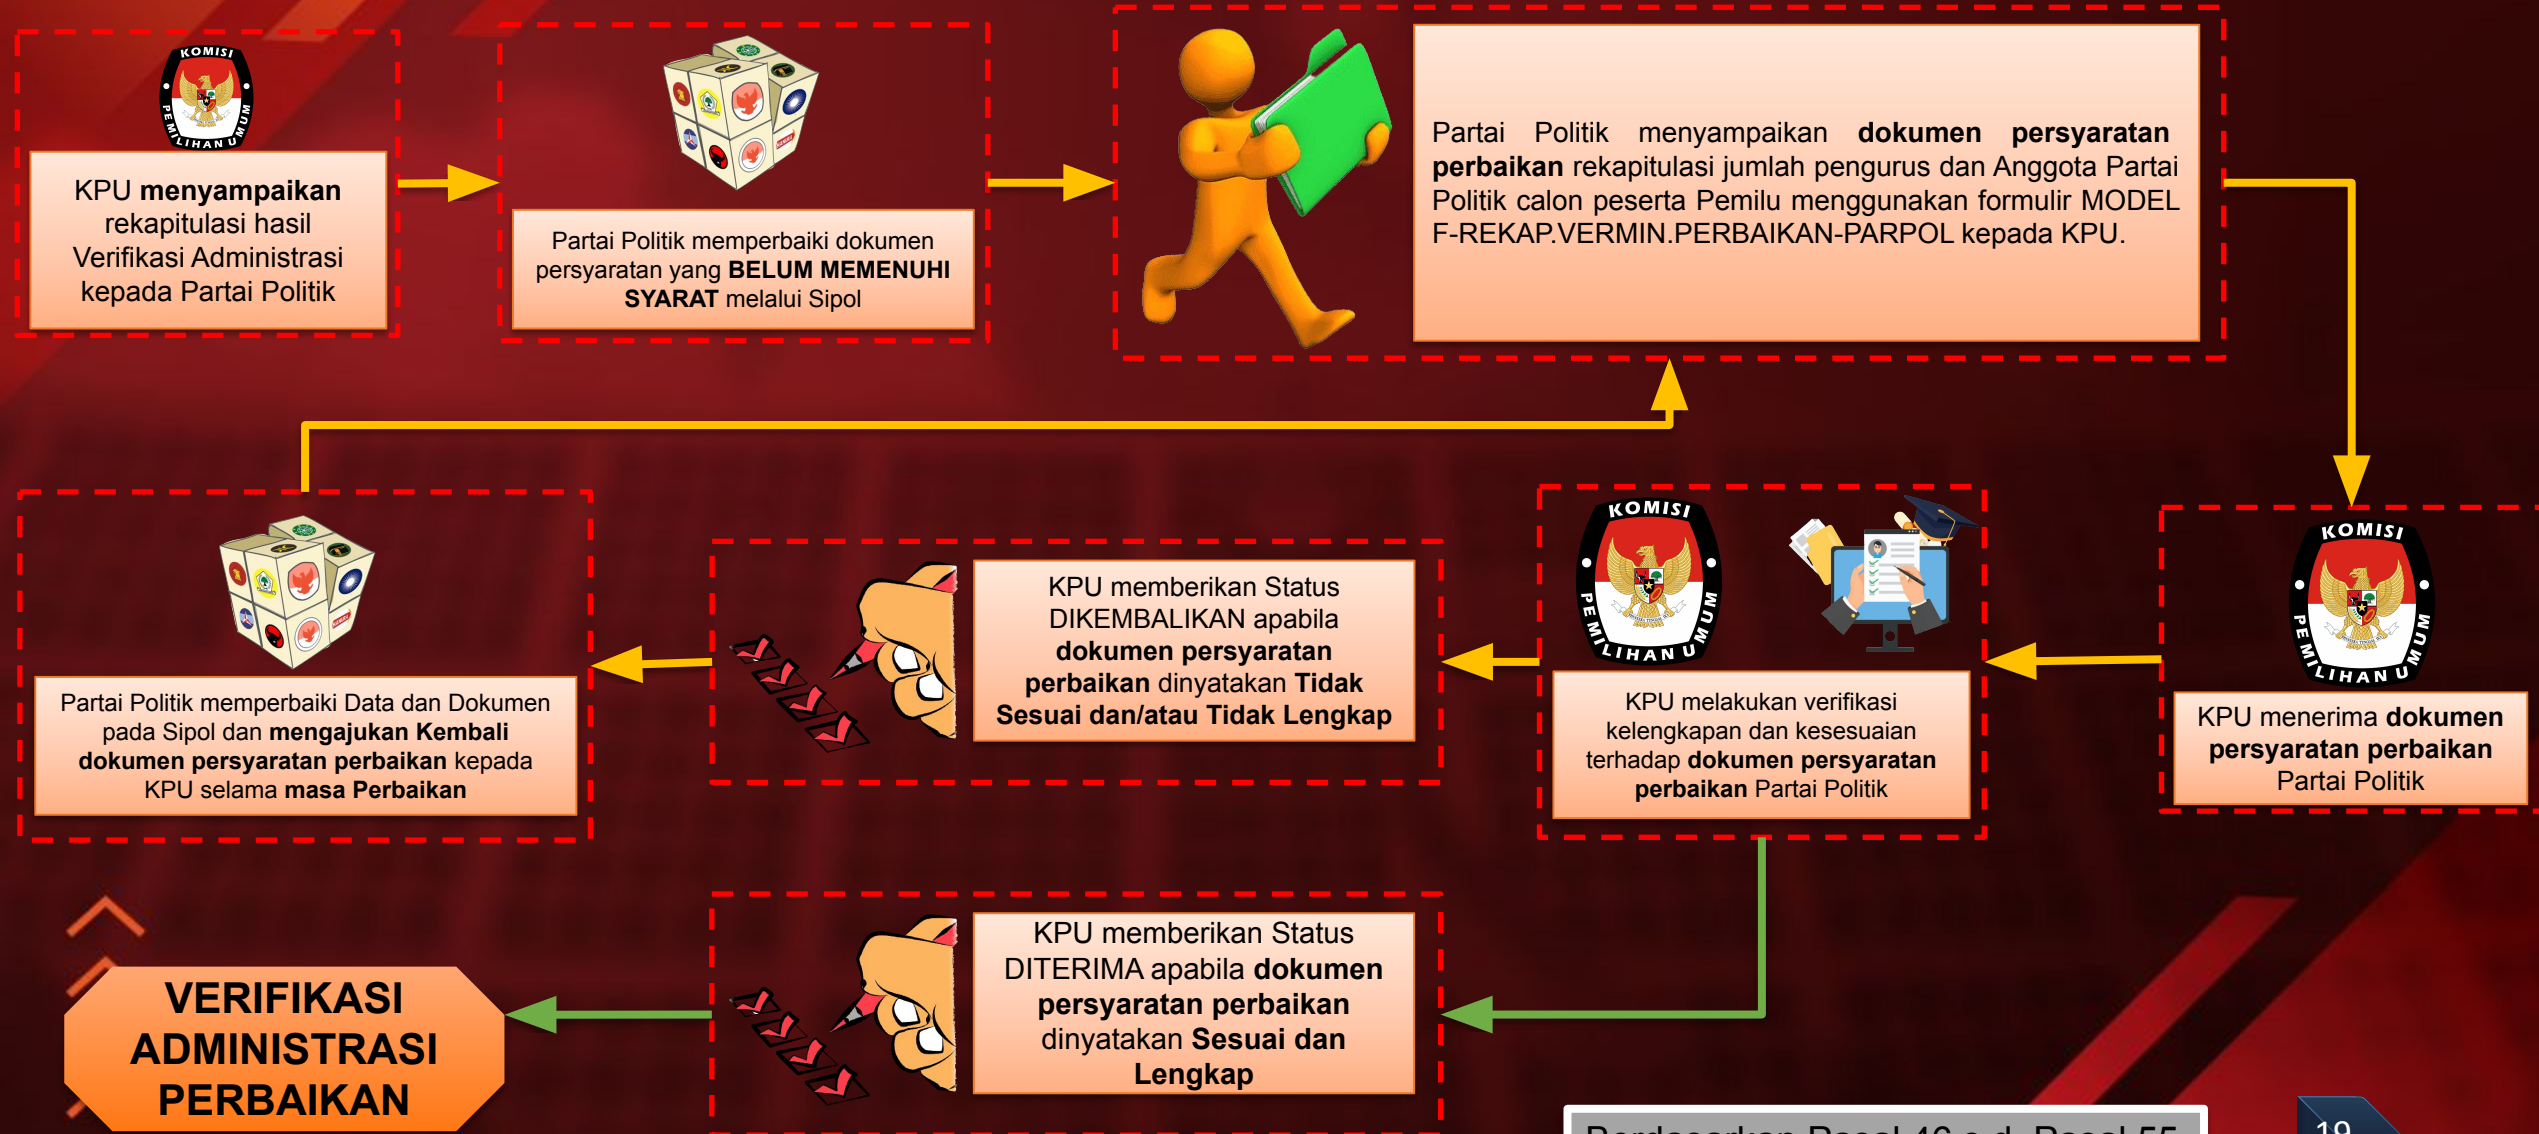 KOMISI
PEMILIHAN UMUM
KPU menyampaikan
rekapitulasi hasil
Verifikasi Administrasi
kepada Partai Politik
Partai Politik memperbaiki dokumen
persyaratan yang BELUM MEMENUHI
SYARAT melalui Sipol
Partai Politik menyampaikan dokumen persyaratan
perbaikan rekapitulasi jumlah pengurus dan Anggota Partai
Politik calon peserta Pemilu menggunakan formulir MODEL
F-REKAP.VERMIN.PERBAIKAN-PARPOL kepada KPU.
KOMISI
PEMILIHAN UMUM
KPU menerima dokumen
persyaratan perbaikan
Partai Politik
KOMISI
PEMILIHAN UMUM
KPU melakukan verifikasi
kelengkapan dan kesesuaian
terhadap dokumen persyaratan
perbaikan Partai Politik
KPU memberikan Status
DIKEMBALIKAN apabila
dokumen persyaratan
perbaikan dinyatakan Tidak
Sesuai dan/atau Tidak Lengkap
Partai Politik memperbaiki Data dan Dokumen
pada Sipol dan mengajukan Kembali
dokumen persyaratan perbaikan kepada
KPU selama masa Perbaikan
KPU memberikan Status
DITERIMA apabila dokumen
persyaratan perbaikan
dinyatakan Sesuai dan
Lengkap
VERIFIKASI
ADMINISTRASI
PERBAIKAN
Berdasarkan Pasal 46 s.d. Pasal 55
19